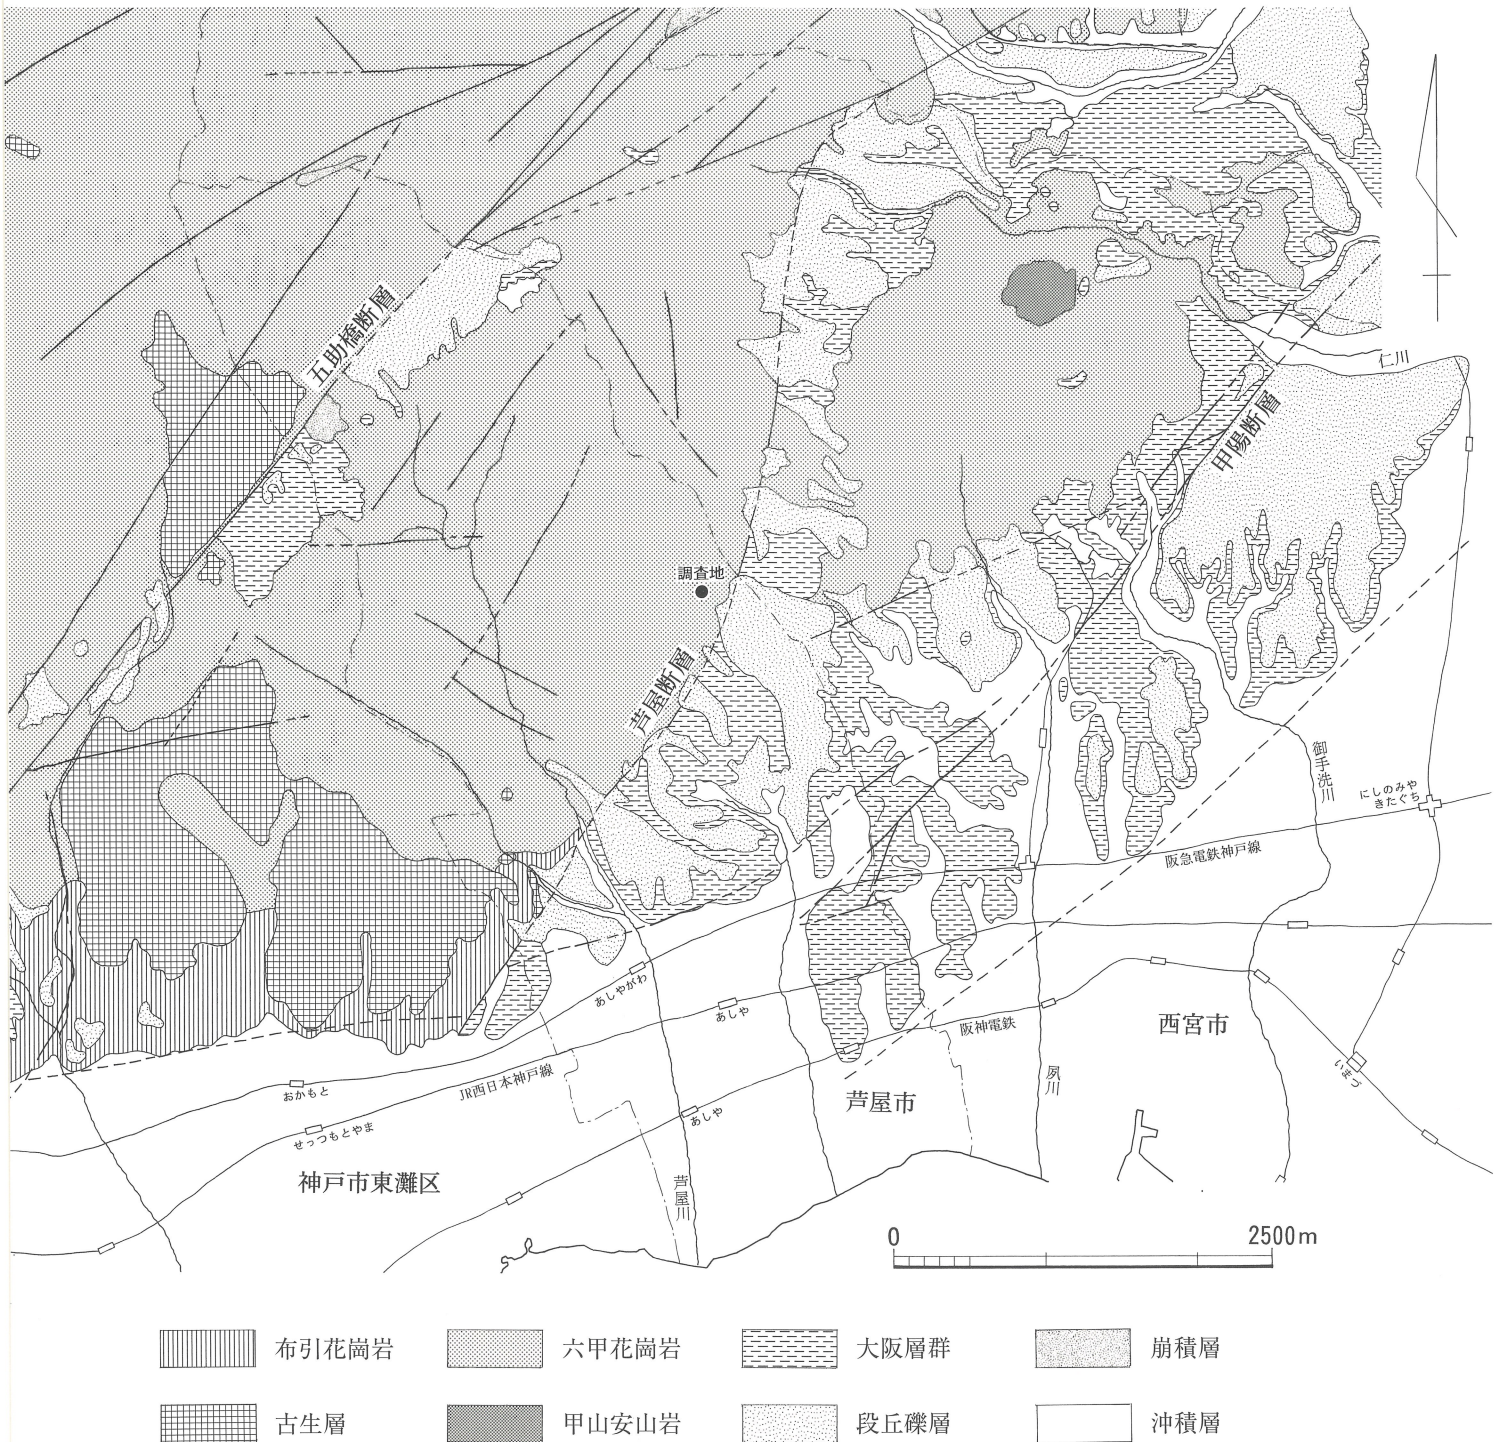 五助橋断層
仁川
甲陽断層
調査地
芦屋断層
御手洗川
にしのみや
きたぐち
阪急電鉄神戸線
あしやがわ
あしや
阪神電鉄
西宮市
いまづ
夙川
芦屋市
おかもと
JR西日本神戸線
せっつもとやま
あしや
神戸市東灘区
芦屋川
0 2500m
布引花崗岩
六甲花崗岩
大阪層群
崩積層
古生層
甲山安山岩
段丘礫層
沖積層